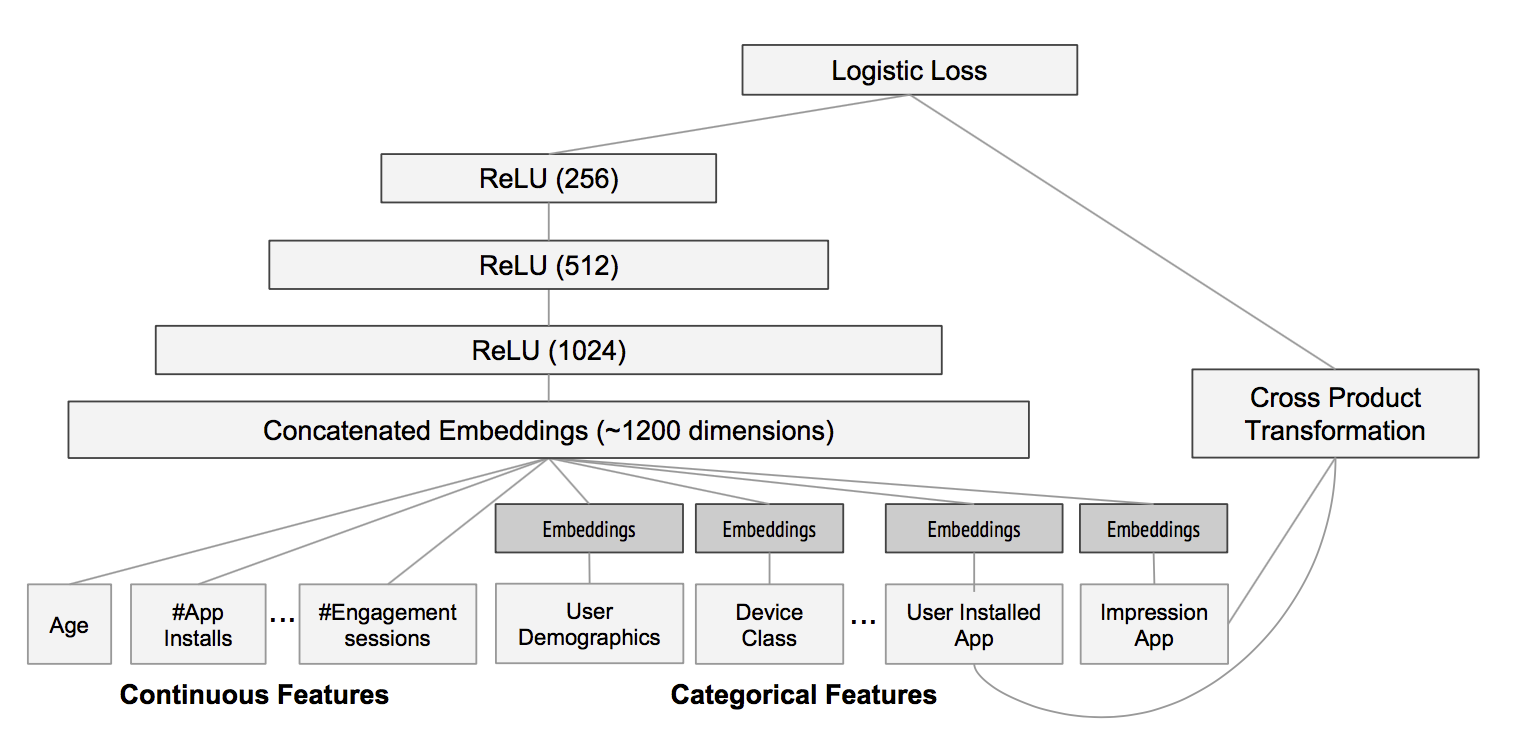 Logistic Loss
ReLU (256)
ReLU (512)
ReLU (1024)
Cross Product
Transformation
Concatenated Embeddings (~1200 dimensions)
Embeddings
Embeddings
Embeddings
Embeddings
Age
#App
Installs
...
#Engagement
sessions
User
Demographics
Device
Class
...
User Installed
App
Impression
App
Continuous Features
Categorical Features